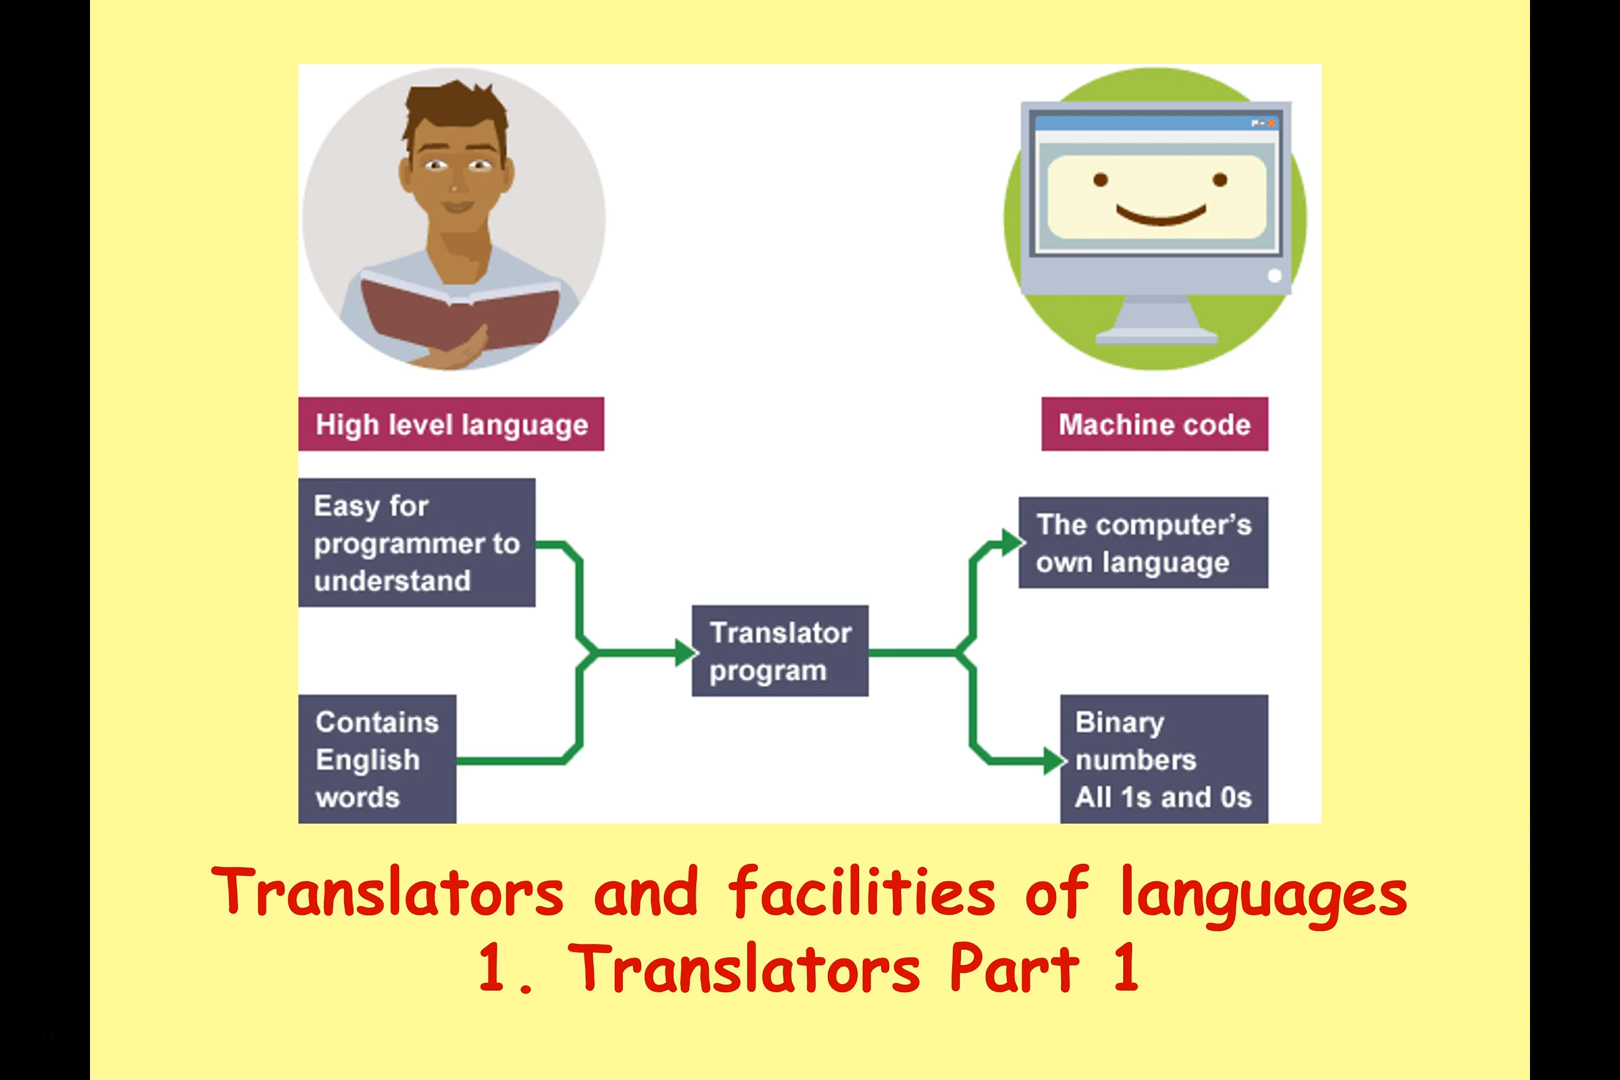 High level language
Machine code
Easy for
programmer to
understand
The computer's
own language
Translator
program
Contains
English
words
Binary
numbers
All 1s and 0s
Translators and facilities of languages
1. Translators Part 1